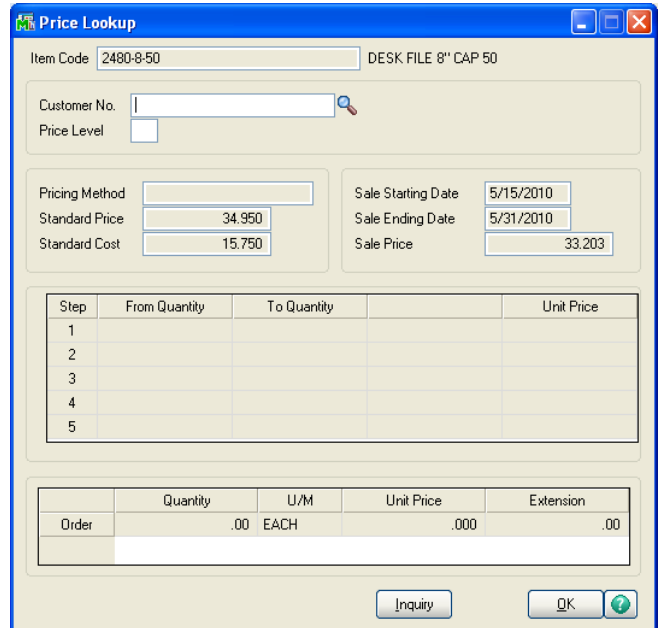 Price Lookup
Item Code 2480-8-50 DESK FILE 8" CAP 50
Customer No.
Price Level
Pricing Method
Standard Price 34.950
Standard Cost 15.750
Sale Starting Date 5/15/2010
Sale Ending Date 5/31/2010
Sale Price 33.203
Step From Quantity To Quantity Unit Price
1
2
3
4
5
Quantity U/M Unit Price Extension
Order .00 EACH .000 .00
Inquiry OK ?